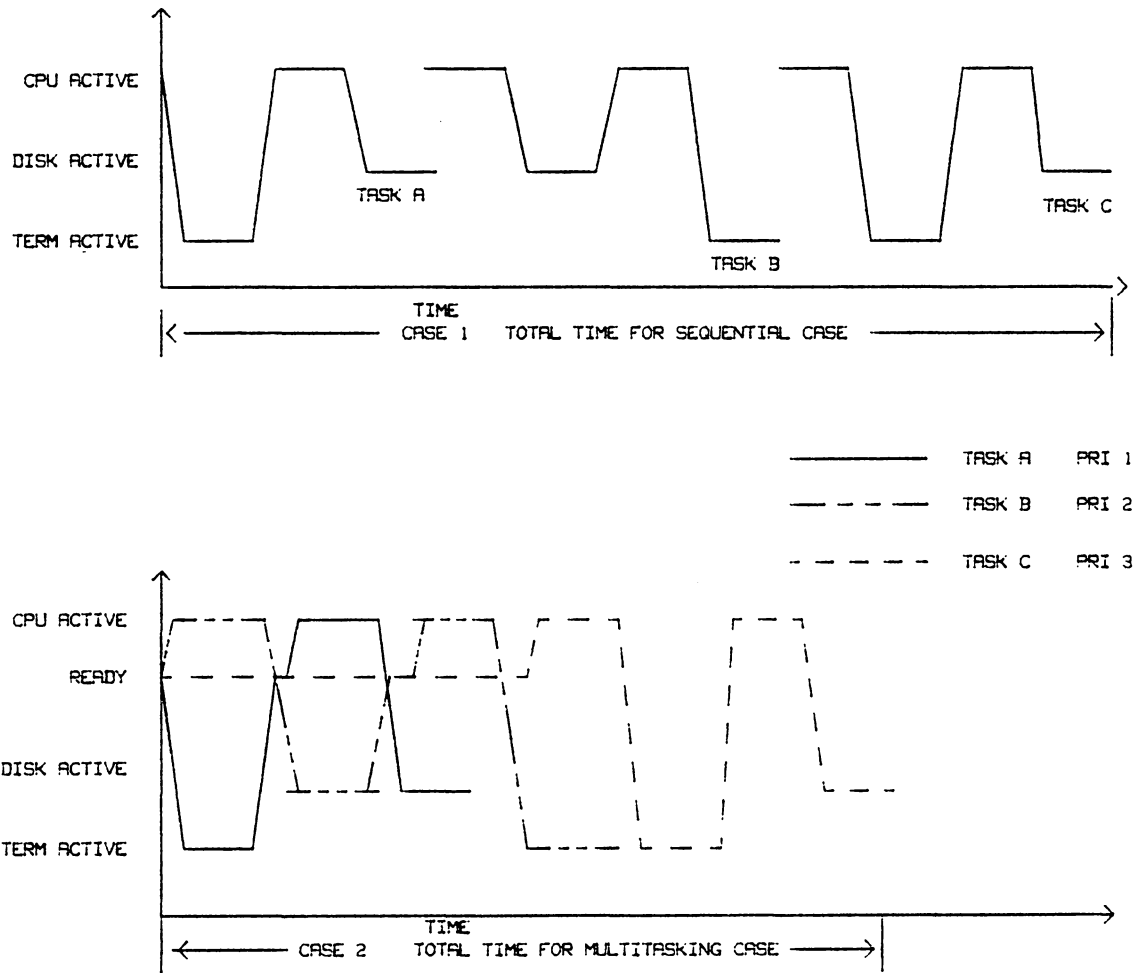 CPU ACTIVE
DISK ACTIVE
TASK A
TASK C
TERM ACTIVE
TASK B
TIME
CASE 1 TOTAL TIME FOR SEQUENTIAL CASE
TASK A PRI 1
TASK B PRI 2
TASK C PRI 3
CPU ACTIVE
READY
DISK ACTIVE
TERM ACTIVE
TIME
CASE 2 TOTAL TIME FOR MULTITASKING CASE